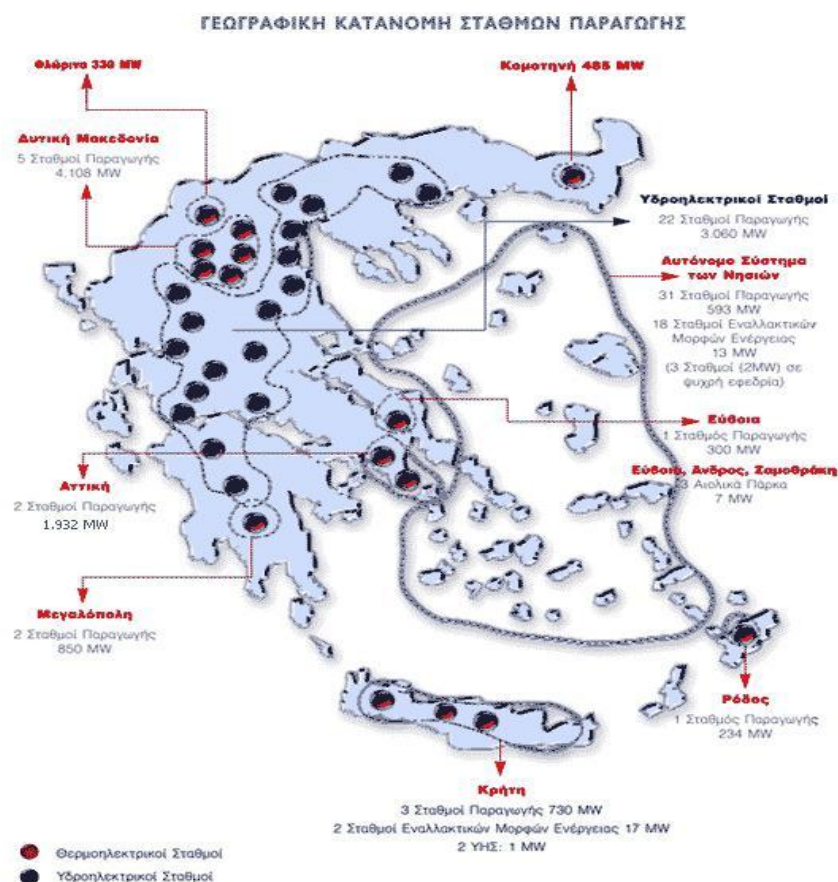 ΓΕΩΓΡΑΦΙΚΗ ΚΑΤΑΝΟΜΗ ΣΤΑΘΜΩΝ ΠΑΡΑΓΩΓΗΣ
Φλώρινα 330 MW
Κομοτηνή 485 MW
Δυτική Μακεδονία
5 Σταθμοί Παραγωγής
4.108 MW
Υδροηλεκτρικοί Σταθμοί
22 Σταθμοί Παραγωγής
3.060 MW
Αυτόνομο Σύστημα
των Νησιών
31 Σταθμοί Παραγωγής
593 MW
18 Σταθμοί Εναλλακτικών
Μορφών Ενέργειας
13 MW
(3 Σταθμοί (2MW) σε
ψυχρή εφεδρία)
Εύβοια
1 Σταθμός Παραγωγής
300 MW
Εύβοια, Άνδρος, Σαμοθράκη
3 Αιολικά Πάρκα
7 MW
Αττική
2 Σταθμοί Παραγωγής
1.932 MW
Μεγαλόπολη
2 Σταθμοί Παραγωγής
850 MW
Ρόδος
1 Σταθμός Παραγωγής
234 MW
Κρήτη
3 Σταθμοί Παραγωγής 730 MW
2 Σταθμοί Εναλλακτικών Μορφών Ενέργειας 17 MW
2 ΥΗΣ: 1 MW
Θερμοηλεκτρικοί Σταθμοί
Υδροηλεκτρικοί Σταθμοί